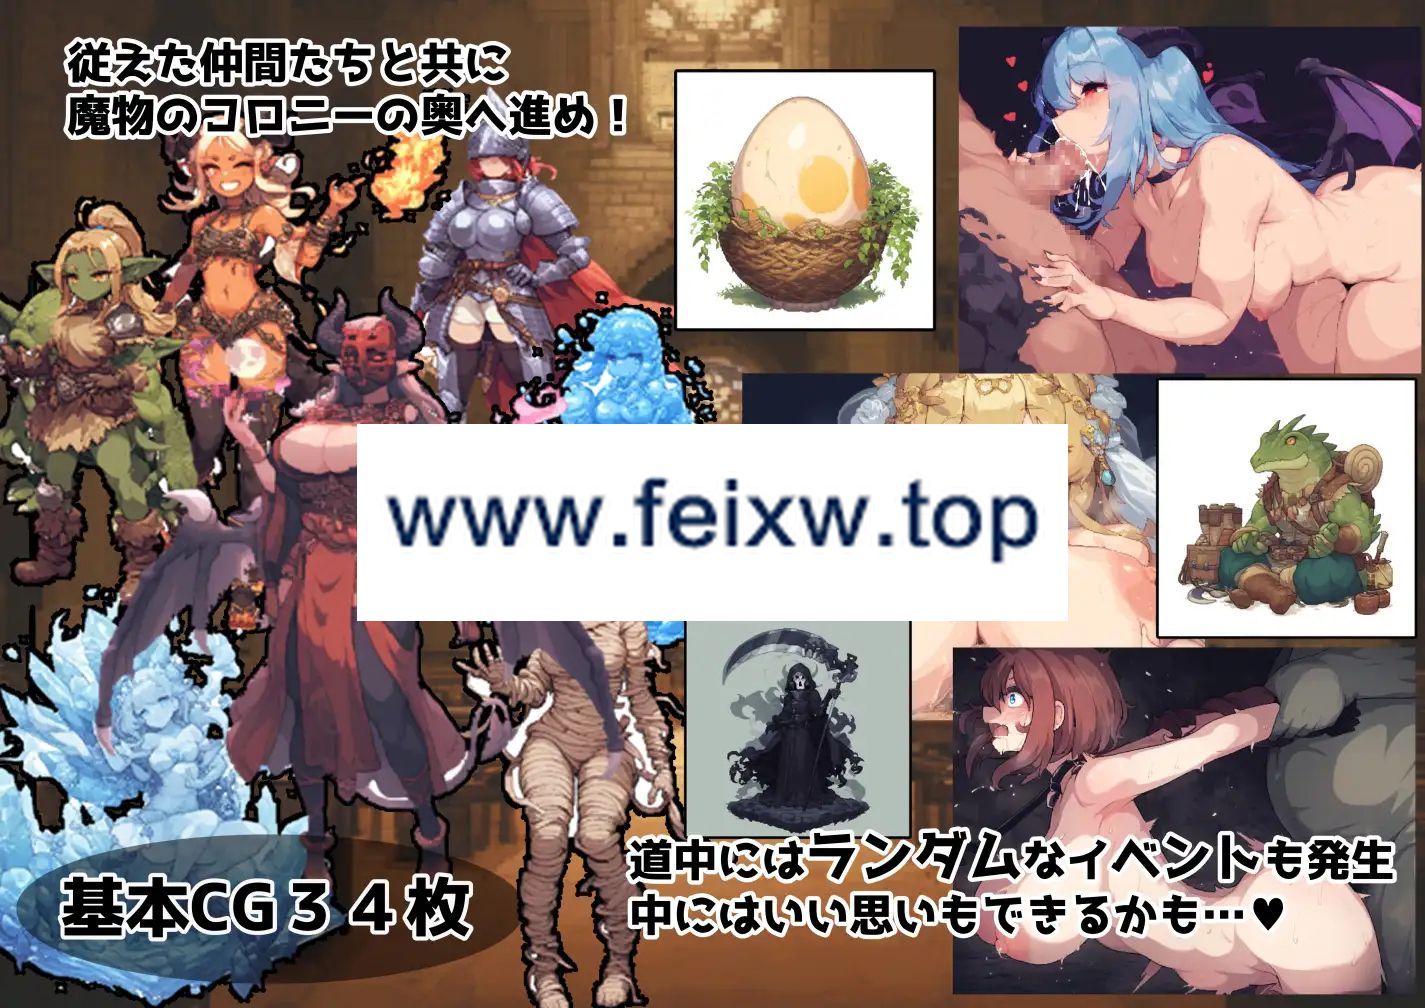 従えた仲間たちと共に
魔物のコロニーの奥へ進め！
www.feixw.top
道中にはランダムなイベントも発生
中にはいい思いもできるかも…♥
基本CG３４枚